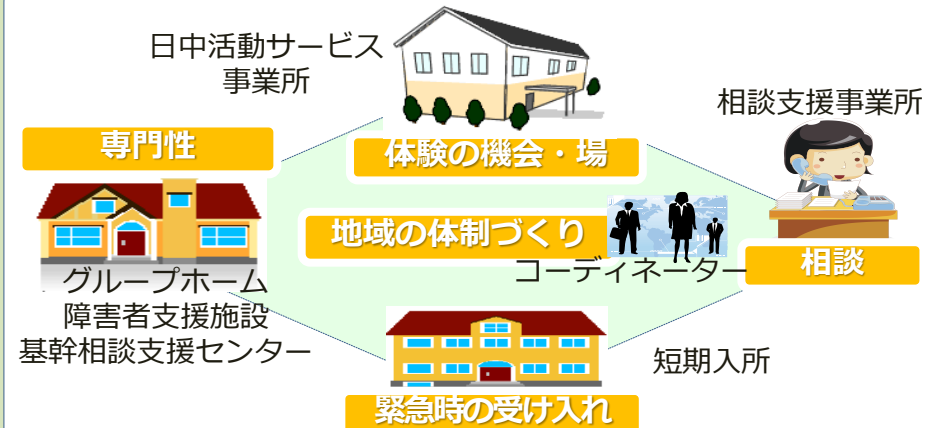 日中活動サービス
事業所
相談支援事業所
専門性
体験の機会・場
地域の体制づくり
コーディネーター
相談
グループホーム
障害者支援施設
基幹相談支援センター
短期入所
緊急時の受け入れ